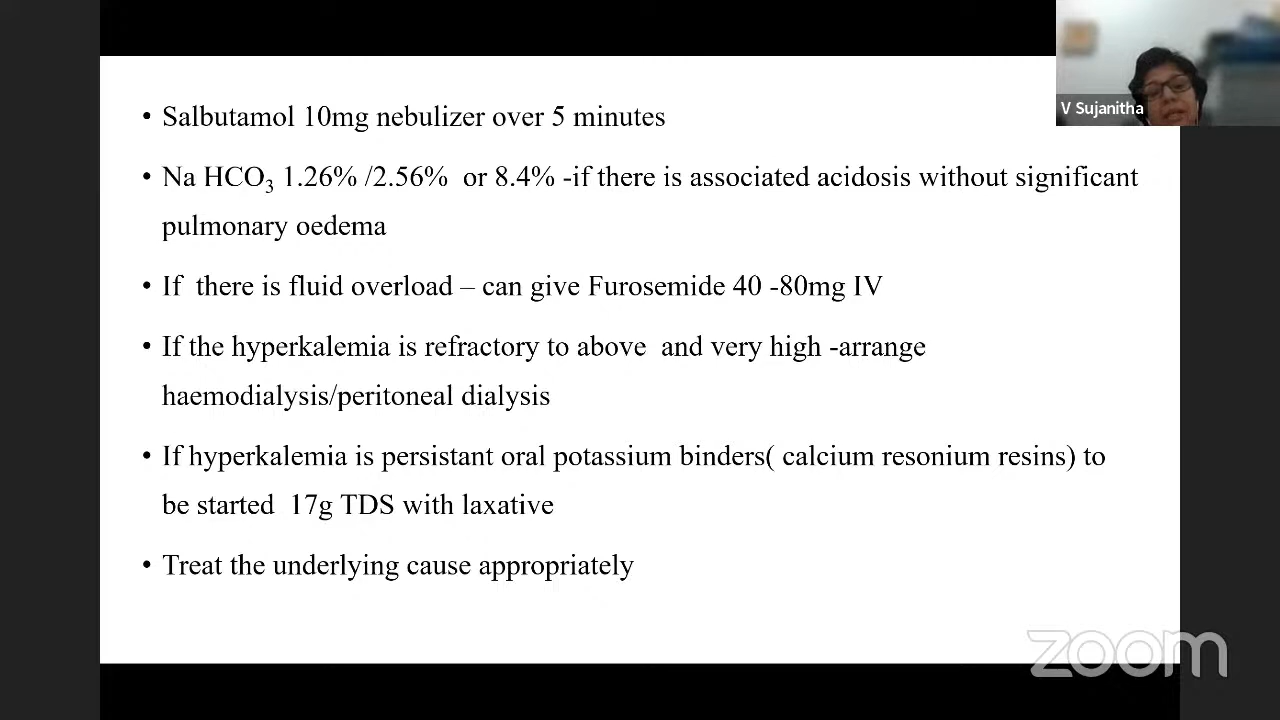 • Salbutamol 10mg nebulizer over 5 minutes
• Na HCO₃ 1.26% /2.56%  or 8.4% -if there is associated acidosis without significant
pulmonary oedema
• If  there is fluid overload – can give Furosemide 40 -80mg IV
• If the hyperkalemia is refractory to above  and very high -arrange
haemodialysis/peritoneal dialysis
• If hyperkalemia is persistant oral potassium binders( calcium resonium resins) to
be started  17g TDS with laxative
• Treat the underlying cause appropriately
V Sujanitha
zoom